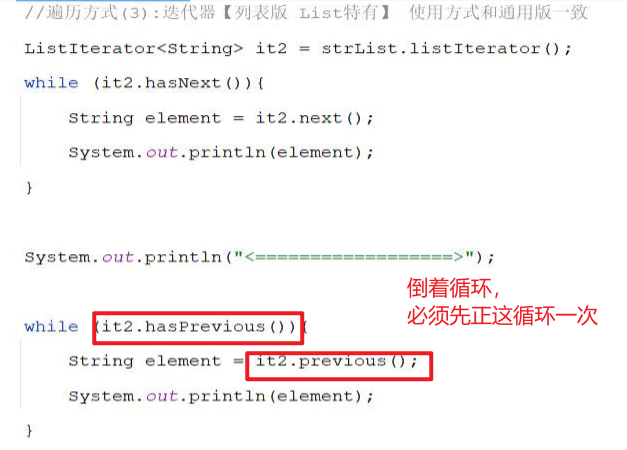 //遍历方式(3):迭代器【列表版 List特有】 使用方式和通用版一致
ListIterator<String> it2 = strList.listIterator();
while (it2.hasNext()){
String element = it2.next();
System.out.println(element);
}
System.out.println("<==================>");
倒着循环，
必须先正这循环一次
while (it2.hasPrevious()){
String element = it2.previous();
System.out.println(element);
}